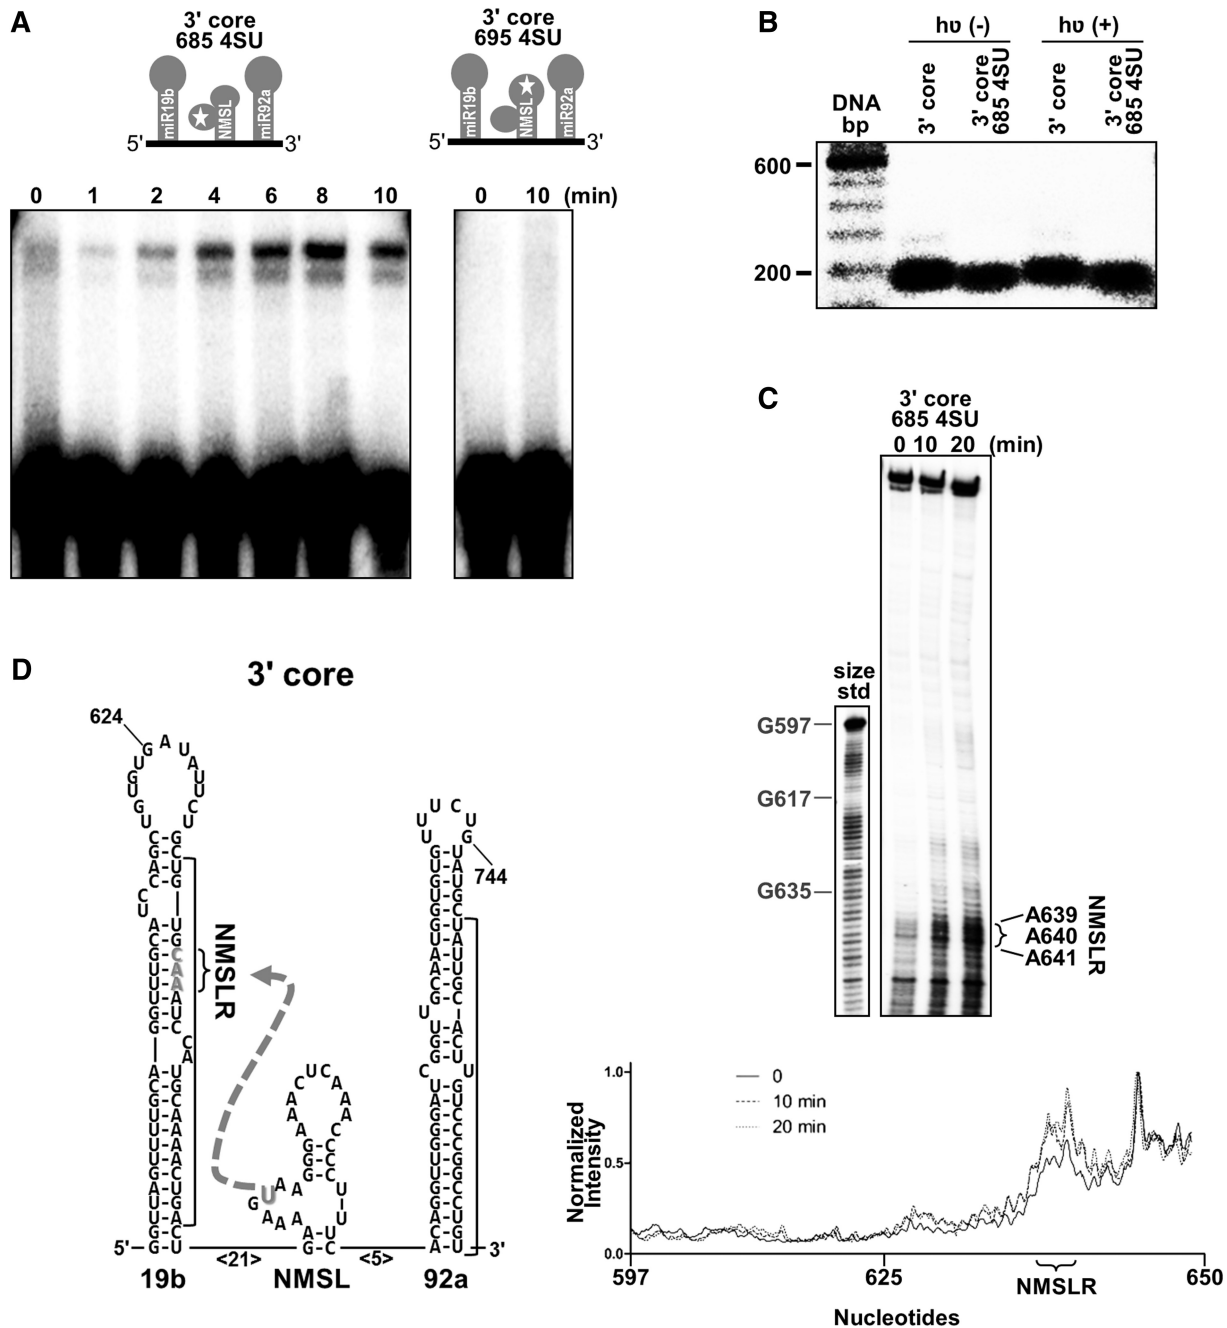 A
3' core
685 4SU
miR19b
NMSL
miR92a
5'
3'
3' core
695 4SU
miR19b
NMSL
miR92a
5'
3'
0 1 2 4 6 8 10 (min)
0 10 (min)
B
hυ (-)
hυ (+)
DNA
bp
3' core
3' core
685 4SU
3' core
3' core
685 4SU
600
200
C
3' core
685 4SU
0 10 20 (min)
size
std
G597
G617
G635
A639
A640
A641
NMSLR
D
3' core
624
744
NMSLR
5'
<21>
<5>
3'
19b
NMSL
92a
Normalized
Intensity
1.0
0.5
0.0
0
10 min
20 min
597
625
650
NMSLR
Nucleotides